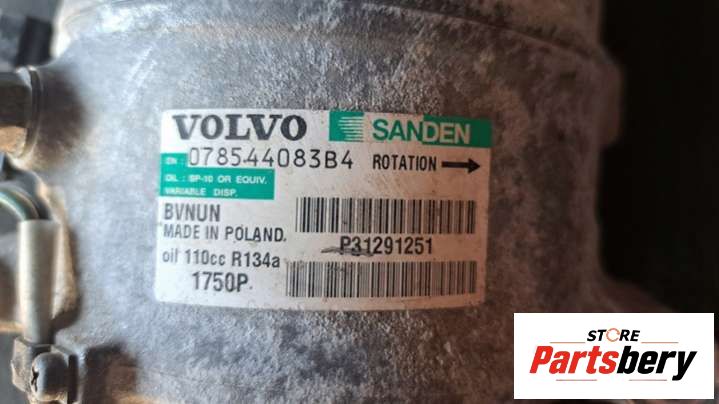 VOLVO SANDEN
EN : 078544083B4 ROTATION
OIL : SP-10 OR EQUIV.
VARIABLE DISP.
BVNUN
MADE IN POLAND.
P31291251
oil 110cc R134a
1750P
STORE
Partsbery